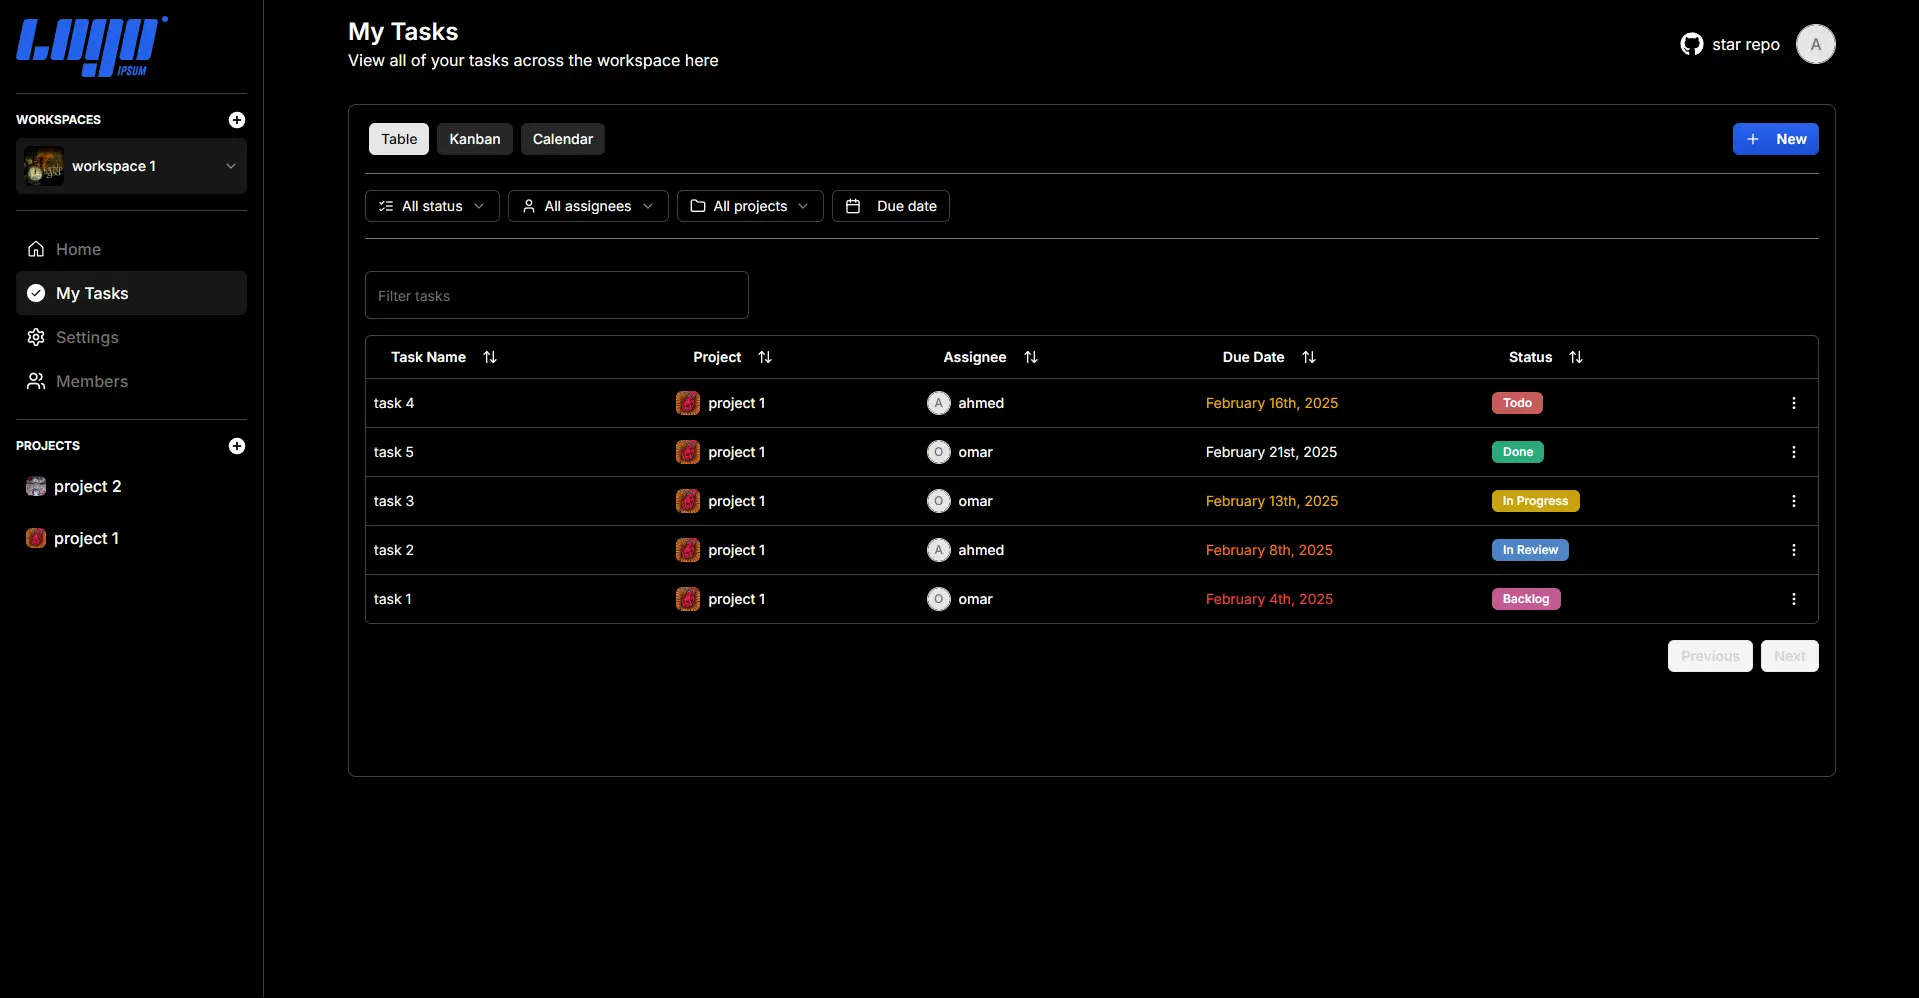 Logo
IPSUM
My Tasks
View all of your tasks across the workspace here
star repo
A
WORKSPACES
workspace 1
Home
My Tasks
Settings
Members
PROJECTS
project 2
project 1
Table Kanban Calendar
New
All status All assignees All projects Due date
Filter tasks
Task Name Project Assignee Due Date Status
task 4 project 1 A ahmed February 16th, 2025 Todo
task 5 project 1 O omar February 21st, 2025 Done
task 3 project 1 O omar February 13th, 2025 In Progress
task 2 project 1 A ahmed February 8th, 2025 In Review
task 1 project 1 O omar February 4th, 2025 Backlog
Previous Next